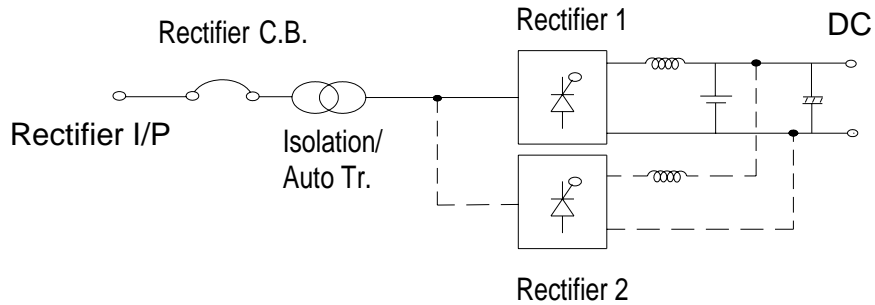 Rectifier 1
DC
Rectifier C.B.
Rectifier I/P
Isolation/
Auto Tr.
Rectifier 2